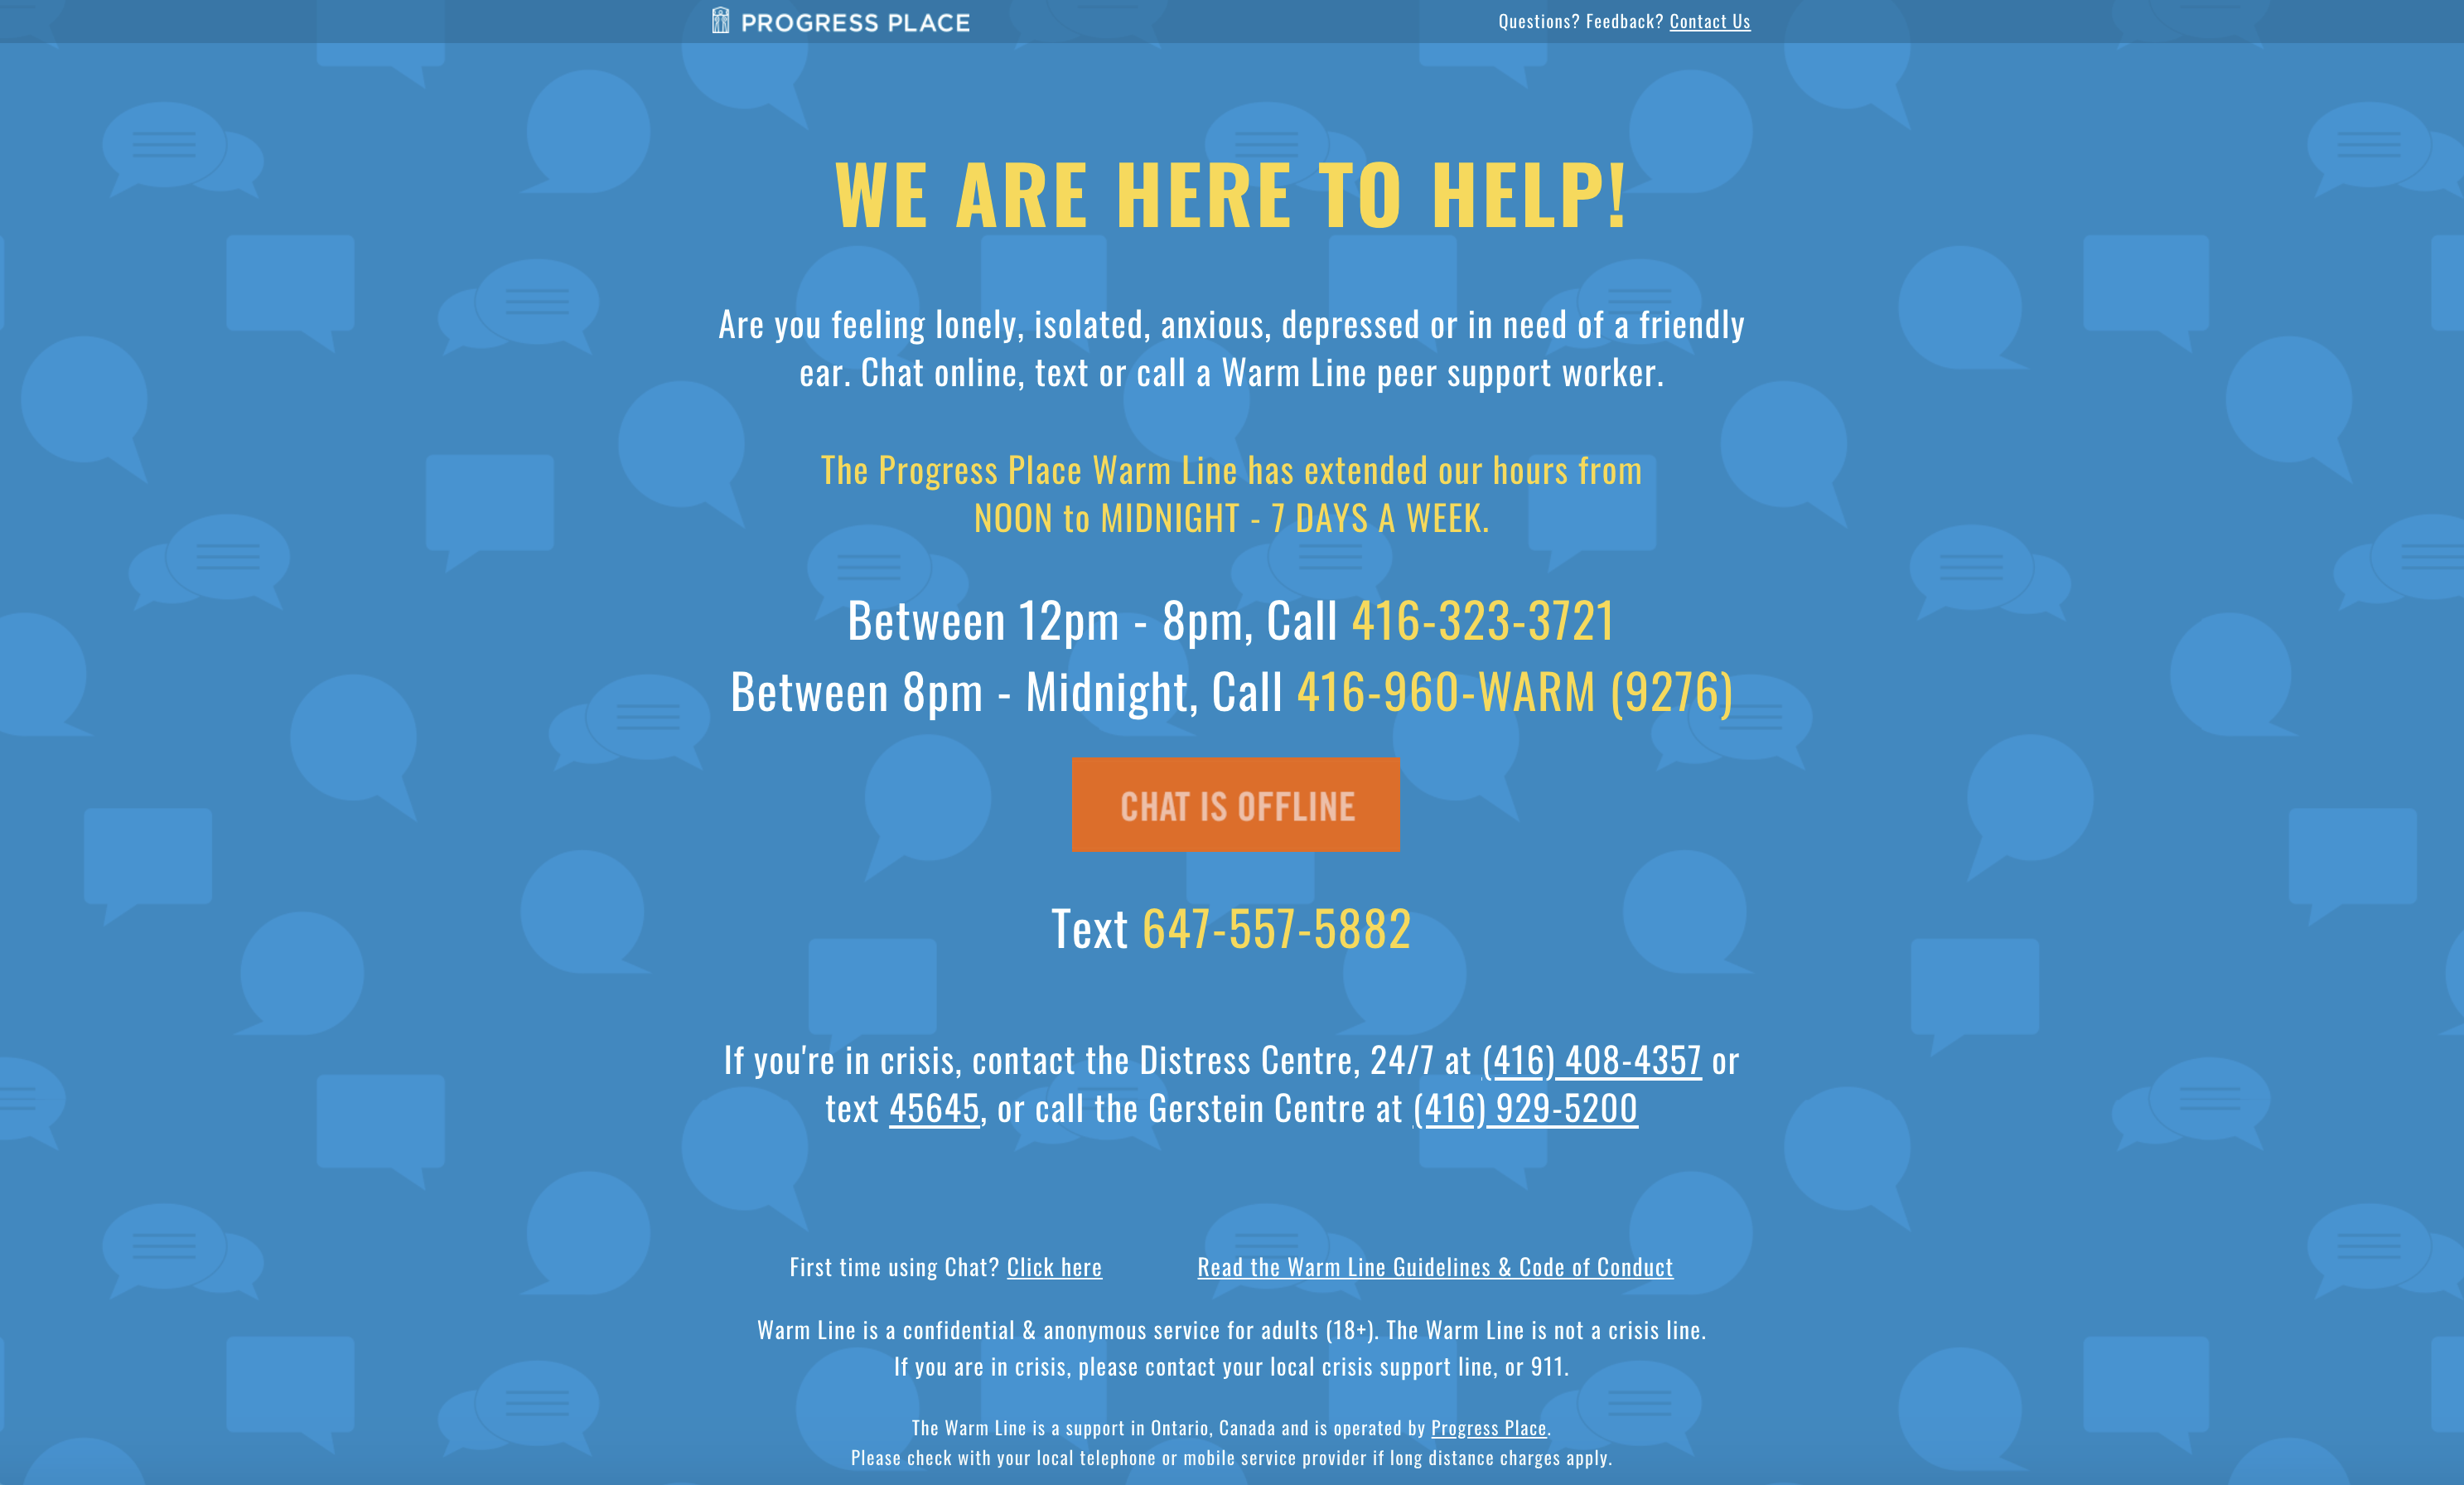 PROGRESS PLACE
Questions? Feedback? Contact Us
WE ARE HERE TO HELP!
Are you feeling lonely, isolated, anxious, depressed or in need of a friendly
ear. Chat online, text or call a Warm Line peer support worker.
The Progress Place Warm Line has extended our hours from
NOON to MIDNIGHT - 7 DAYS A WEEK.
Between 12pm - 8pm, Call 416-323-3721
Between 8pm - Midnight, Call 416-960-WARM (9276)
CHAT IS OFFLINE
Text 647-557-5882
If you're in crisis, contact the Distress Centre, 24/7 at (416) 408-4357 or
text 45645, or call the Gerstein Centre at (416) 929-5200
First time using Chat? Click here
Read the Warm Line Guidelines & Code of Conduct
Warm Line is a confidential & anonymous service for adults (18+). The Warm Line is not a crisis line.
If you are in crisis, please contact your local crisis support line, or 911.
The Warm Line is a support in Ontario, Canada and is operated by Progress Place.
Please check with your local telephone or mobile service provider if long distance charges apply.